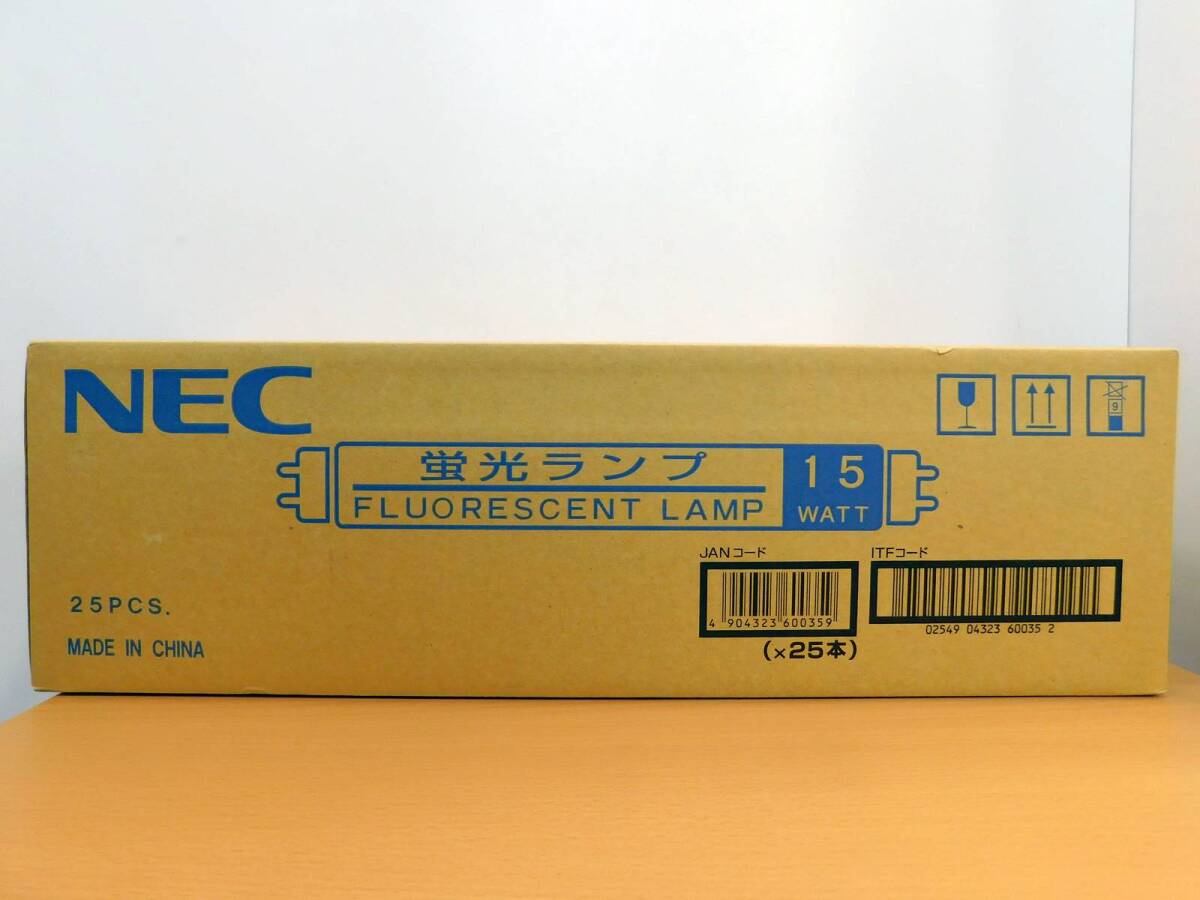 NEC
9
蛍光ランプ
FLUORESCENT LAMP
15
WATT
JANコード
ITFコード
4 904323 600359
02549 04323 60035 2
(×25本)
25PCS.
MADE IN CHINA